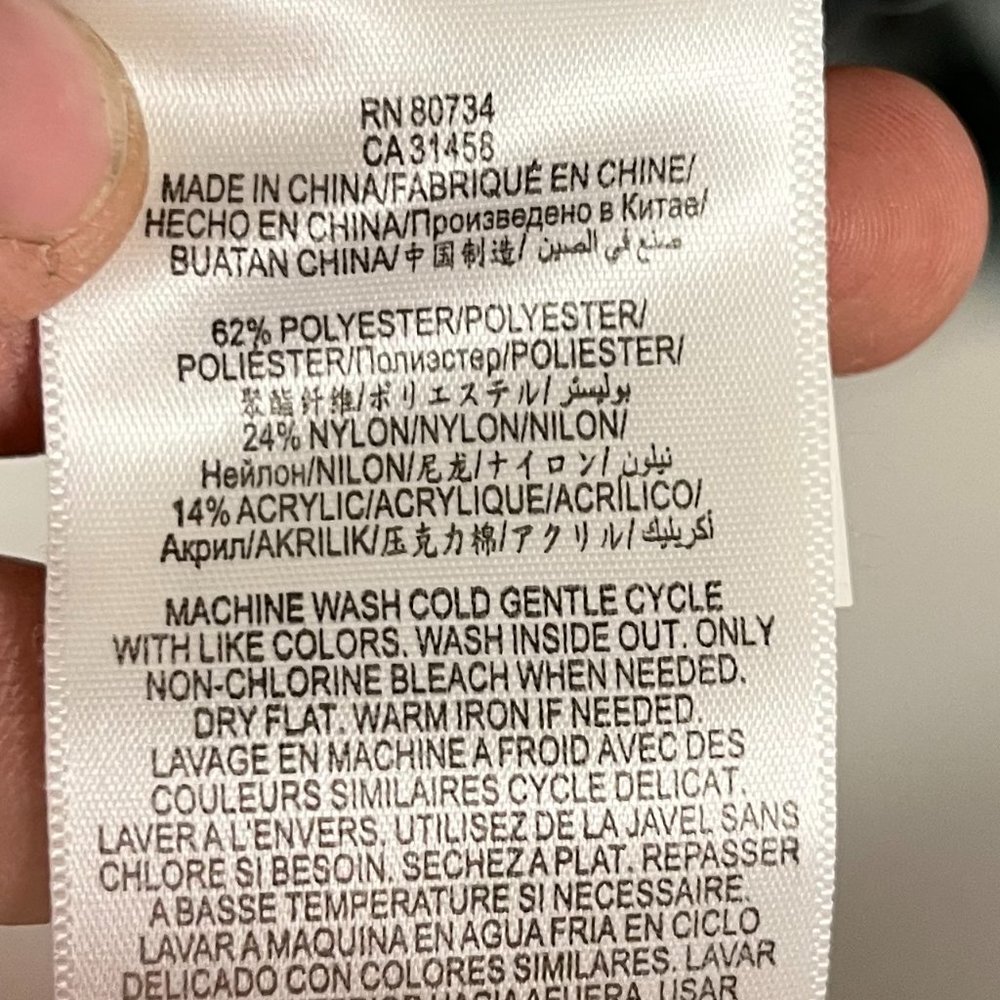 RN 80734
CA 31458
MADE IN CHINA/FABRIQUÉ EN CHINE/
HECHO EN CHINA/Произведено в Китае/
BUATAN CHINA/中国制造/ صنع في الصين
62% POLYESTER/POLYESTER/
POLIÉSTER/Полиэстер/POLIESTER/
聚酯纤维/ポリエステル/ بوليستر
24% NYLON/NYLON/NILON/
Нейлон/NILON/尼龙/ナイロン/ نيلون
14% ACRYLIC/ACRYLIQUE/ACRÍLICO/
Акрил/AKRILIK/压克力棉/アクリル/ أكريليك
MACHINE WASH COLD GENTLE CYCLE
WITH LIKE COLORS. WASH INSIDE OUT. ONLY
NON-CHLORINE BLEACH WHEN NEEDED.
DRY FLAT. WARM IRON IF NEEDED.
LAVAGE EN MACHINE A FROID AVEC DES
COULEURS SIMILAIRES CYCLE DELICAT.
LAVER A L'ENVERS. UTILISEZ DE LA JAVEL SANS
CHLORE SI BESOIN. SECHEZ A PLAT. REPASSER
A BASSE TEMPERATURE SI NECESSAIRE.
LAVAR A MAQUINA EN AGUA FRIA EN CICLO
DELICADO CON COLORES SIMILARES. LAVAR
HACIA AFUERA. USAR